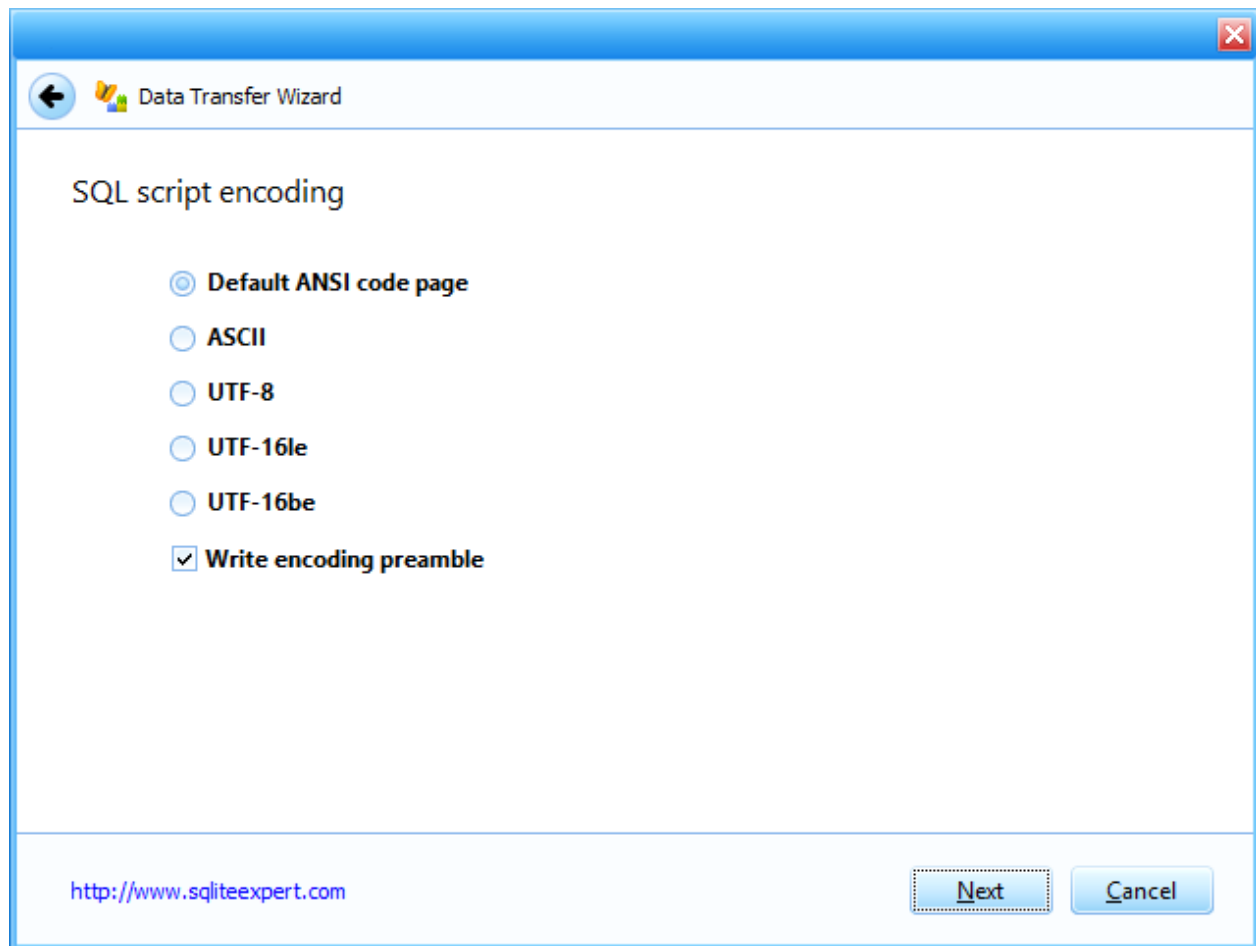 Data Transfer Wizard
SQL script encoding
Default ANSI code page
ASCII
UTF-8
UTF-16le
UTF-16be
Write encoding preamble
http://www.sqliteexpert.com
Next
Cancel